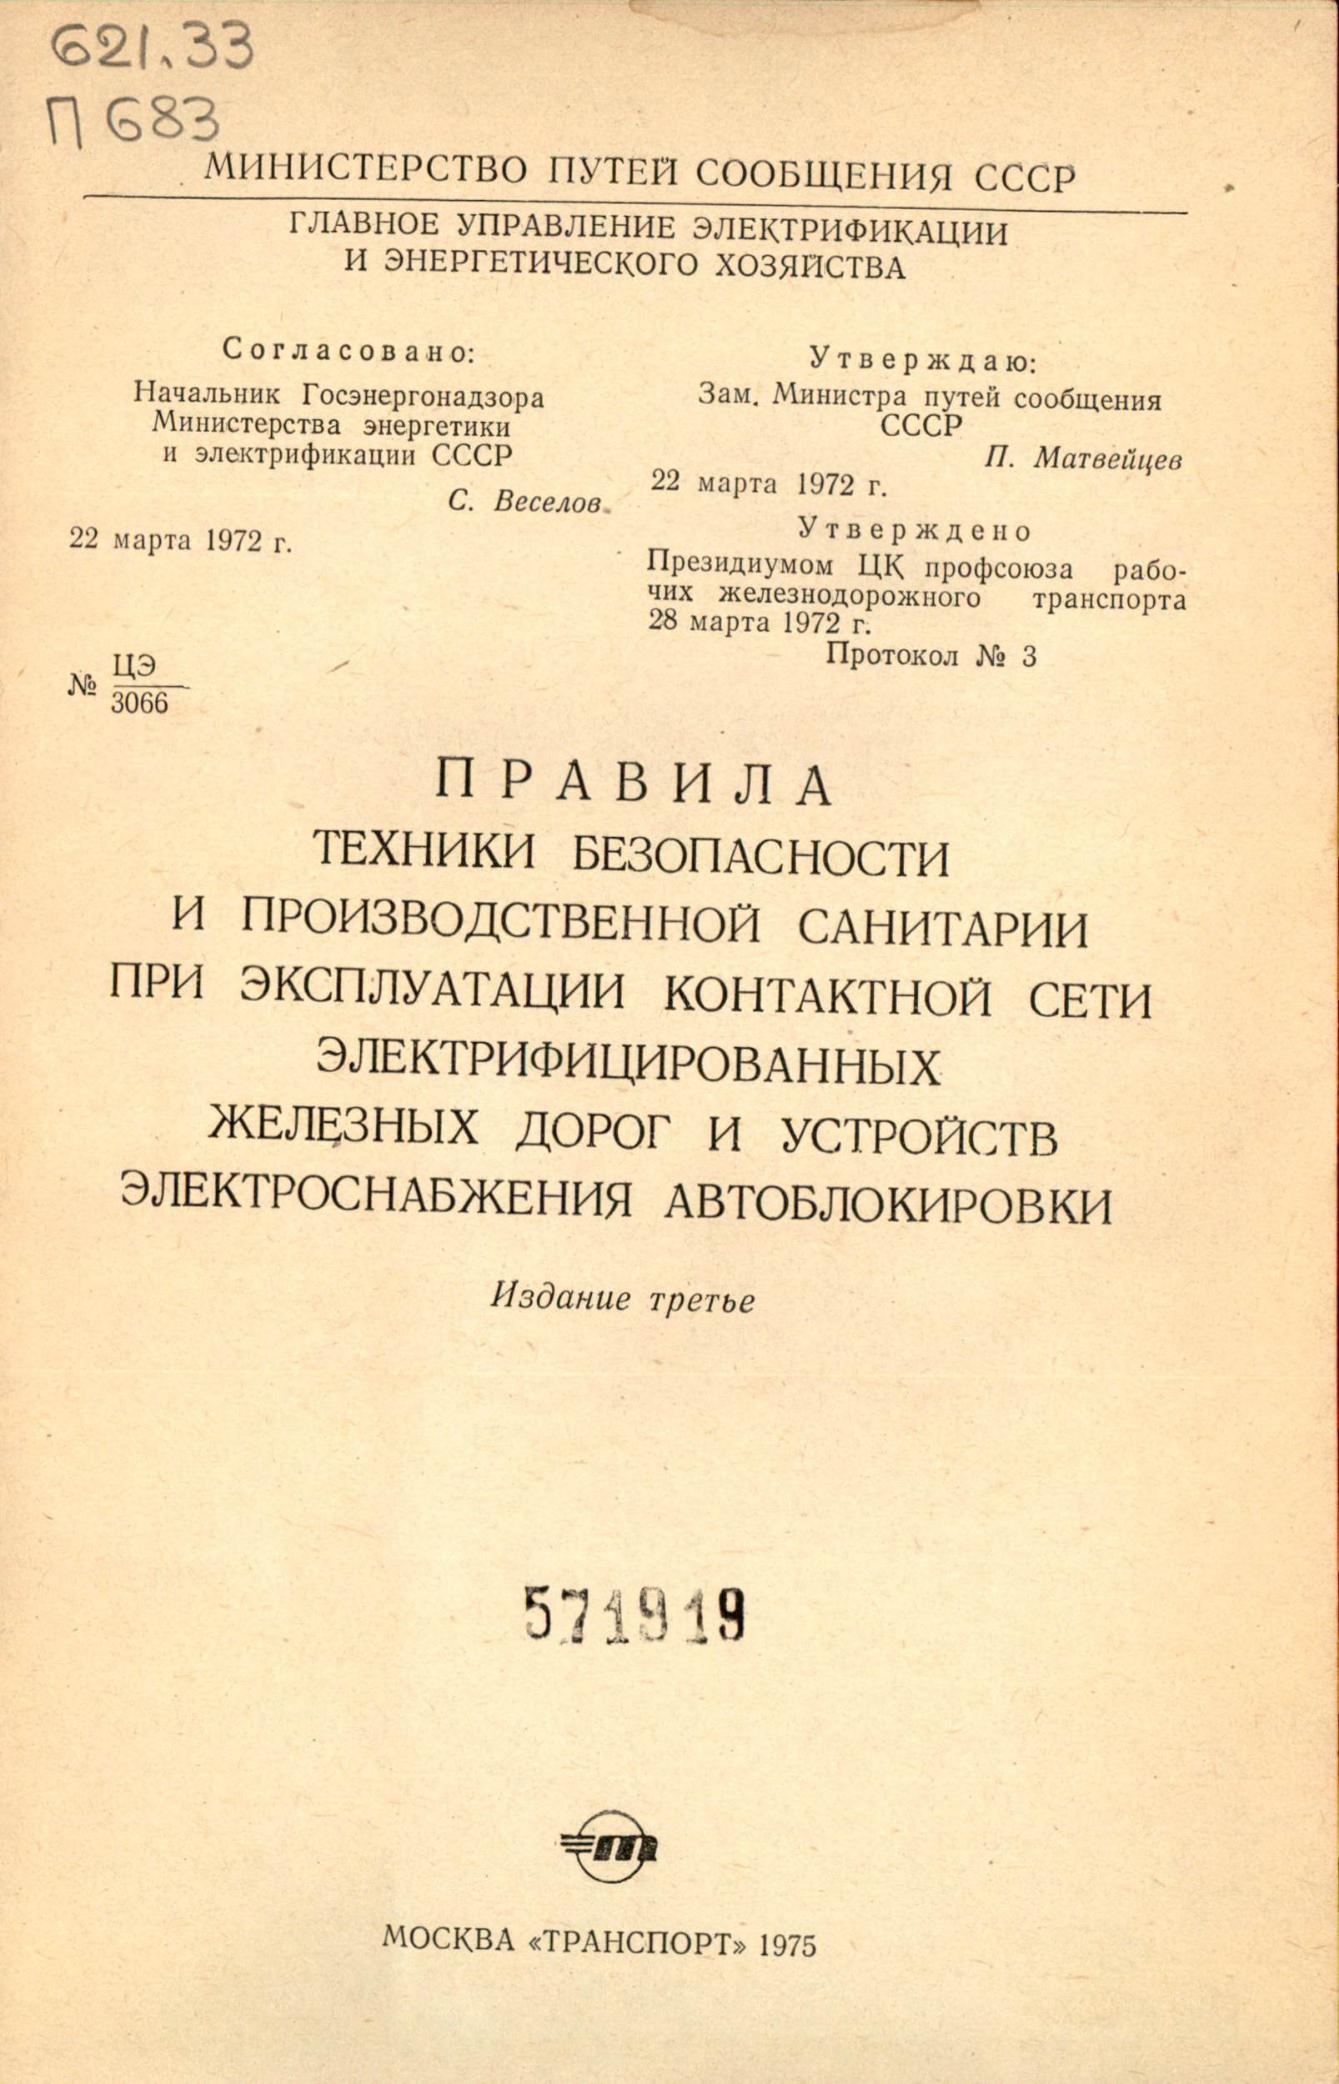 621.33
П 683
МИНИСТЕРСТВО ПУТЕЙ СООБЩЕНИЯ СССР
ГЛАВНОЕ УПРАВЛЕНИЕ ЭЛЕКТРИФИКАЦИИ
И ЭНЕРГЕТИЧЕСКОГО ХОЗЯЙСТВА
Согласовано:
Начальник Госэнергонадзора
Министерства энергетики
и электрификации СССР
С. Веселов
22 марта 1972 г.
Утверждаю:
Зам. Министра путей сообщения
СССР
П. Матвейцев
22 марта 1972 г.
Утверждено
Президиумом ЦК профсоюза рабо-
чих железнодорожного транспорта
28 марта 1972 г.
Протокол № 3
№ ЦЭ
3066
ПРАВИЛА
ТЕХНИКИ БЕЗОПАСНОСТИ
И ПРОИЗВОДСТВЕННОЙ САНИТАРИИ
ПРИ ЭКСПЛУАТАЦИИ КОНТАКТНОЙ СЕТИ
ЭЛЕКТРИФИЦИРОВАННЫХ
ЖЕЛЕЗНЫХ ДОРОГ И УСТРОЙСТВ
ЭЛЕКТРОСНАБЖЕНИЯ АВТОБЛОКИРОВКИ
Издание третье
571919
т
МОСКВА «ТРАНСПОРТ» 1975